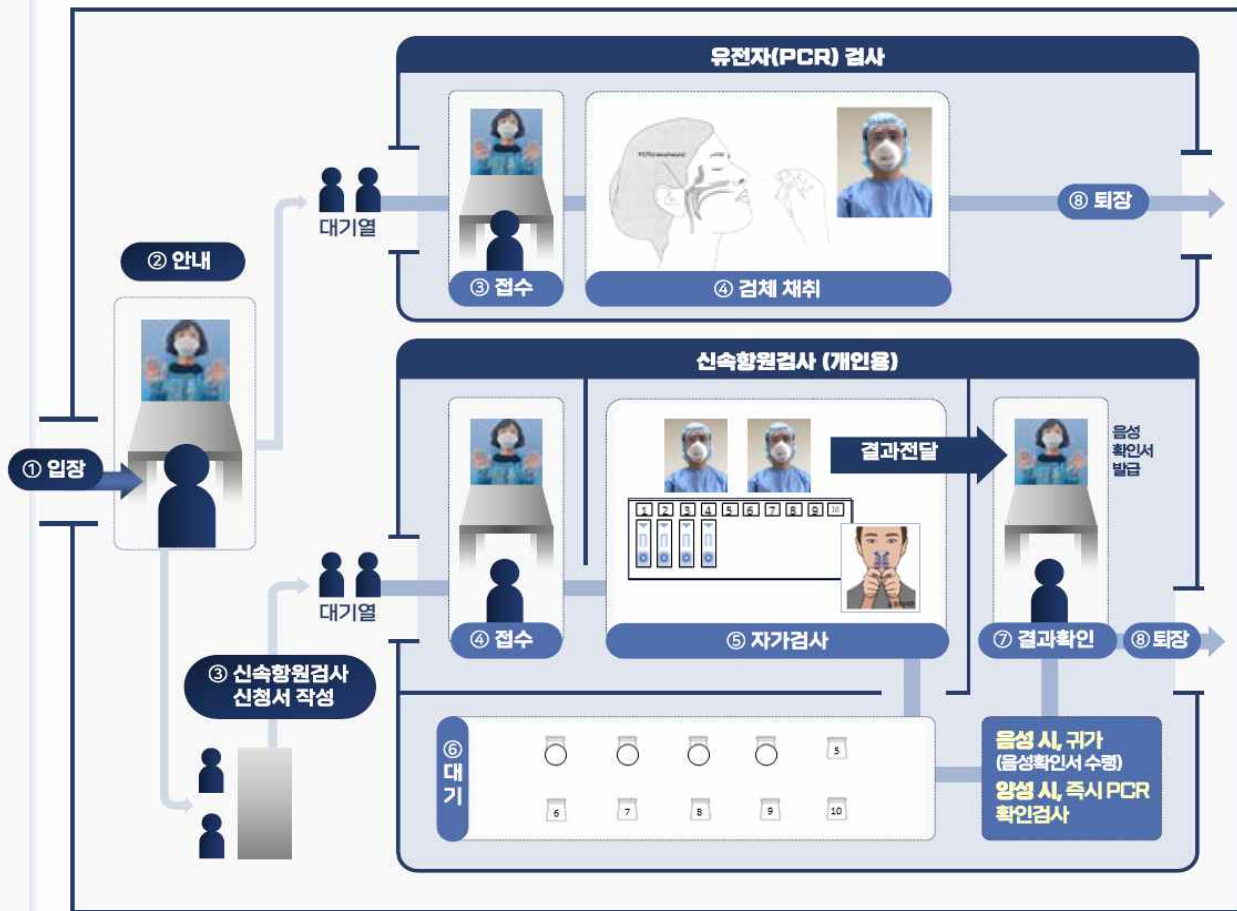 유전자(PCR) 검사
대기열
③ 접수
④ 검체 채취
⑧ 퇴장
② 안내
① 입장
신속항원검사 (개인용)
대기열
④ 접수
1 2 3 4 5 6 7 8 9 10
⑤ 자가검사
결과전달
음성
확인서
발급
⑦ 결과확인
⑧ 퇴장
③ 신속항원검사
신청서 작성
⑥
대
기
5
6 7 8 9 10
음성 시, 귀가
(음성확인서 수령)
양성 시, 즉시 PCR
확인검사